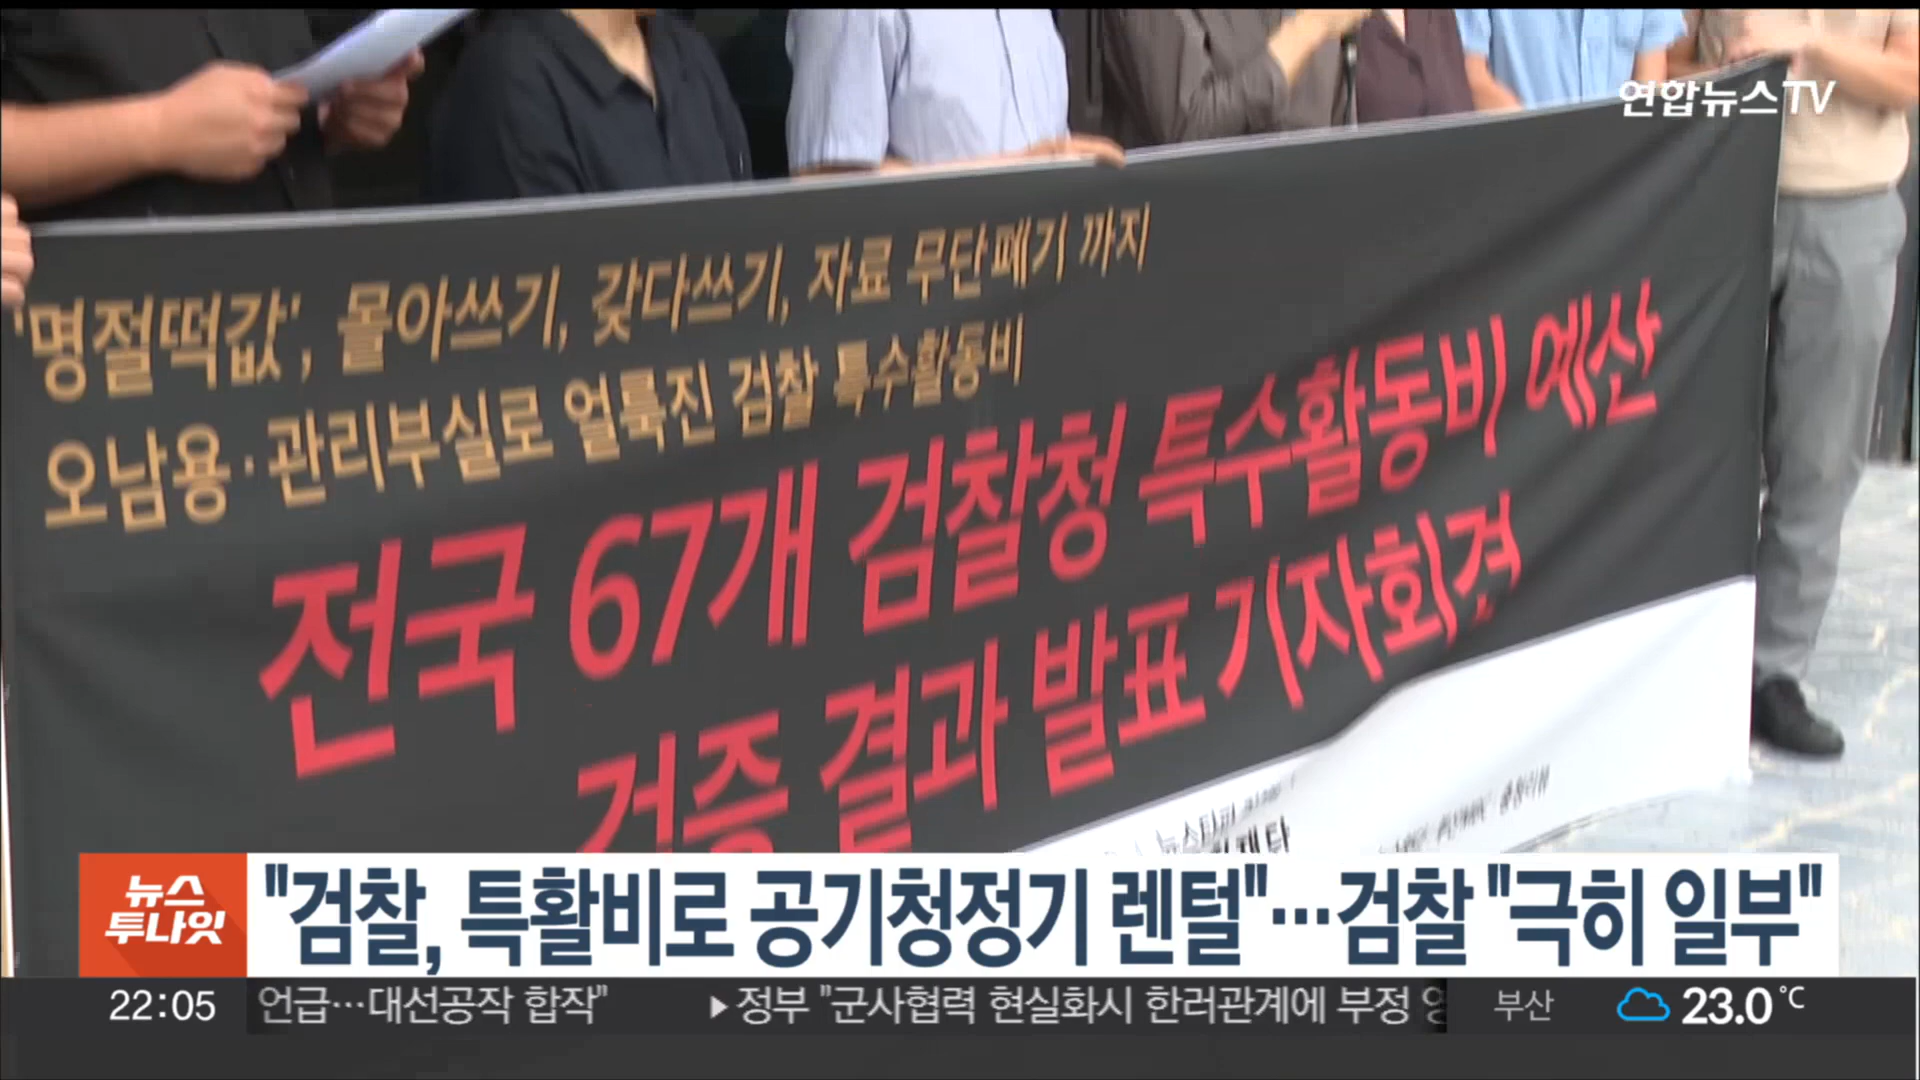 연합뉴스TV
'명절떡값', 몰아쓰기, 갖다쓰기, 자료 무단폐기 까지
오남용·관리부실로 얼룩진 검찰 특수활동비
전국 67개 검찰청 특수활동비 예산
검증 결과 발표 기자회견
뉴스타파
뉴스
투나잇
"검찰, 특활비로 공기청정기 렌털"…검찰 "극히 일부"
22:05 언급…대선공작 합작" ▶정부 "군사협력 현실화시 한러관계에 부정 부산 23.0℃